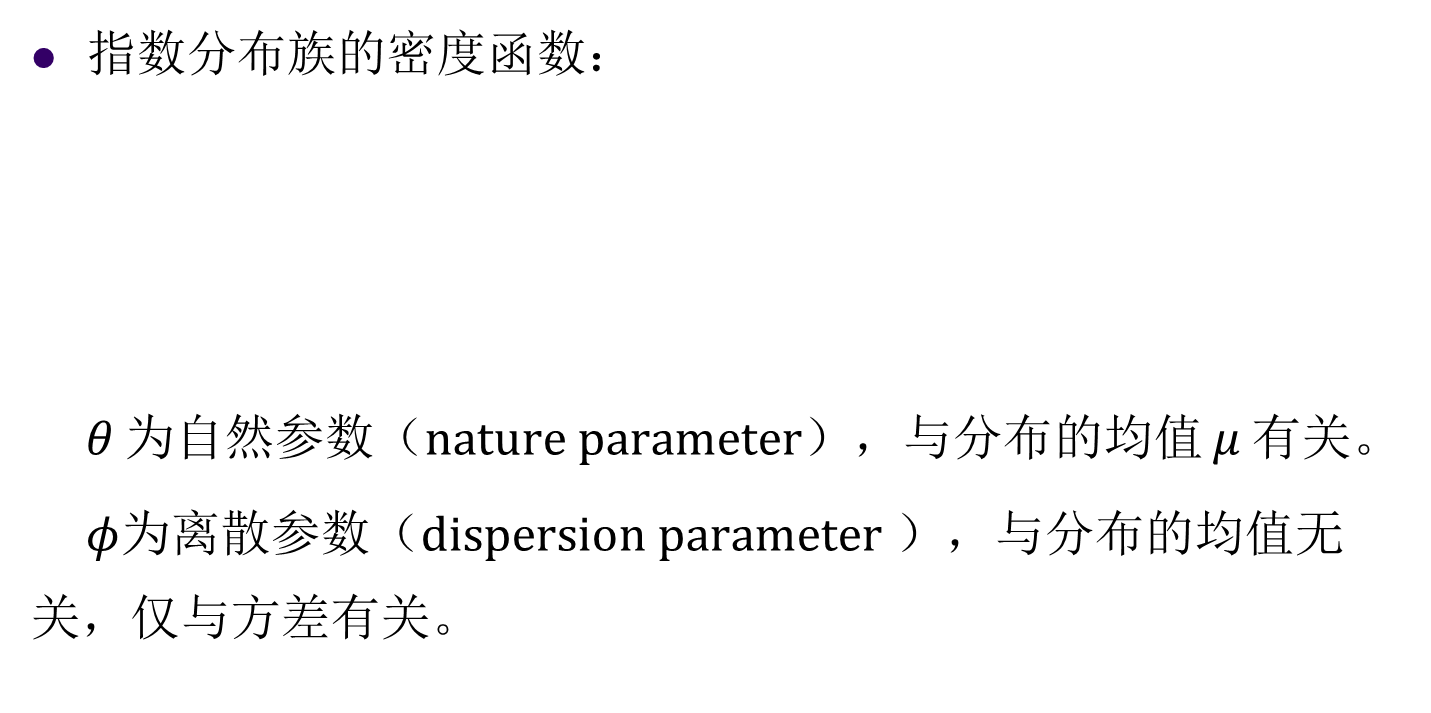 • 指数分布族的密度函数：
θ 为自然参数（nature parameter），与分布的均值 μ 有关。
ϕ为离散参数（dispersion parameter ），与分布的均值无
关，仅与方差有关。